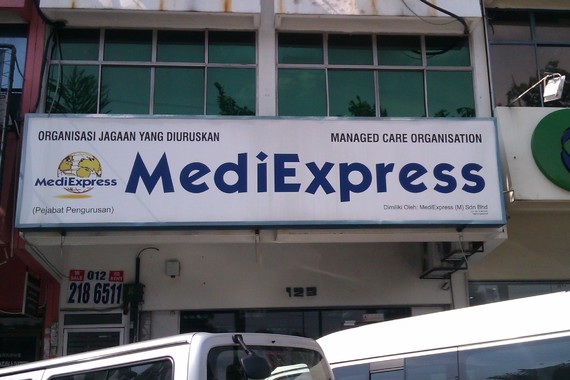 ORGANISASI JAGAAN YANG DIURUSKAN
MANAGED CARE ORGANISATION
MediExpress
MediExpress
(Pejabat Pengurusan)
Dimiliki Oleh: MediExpress (M) Sdn Bhd
012
218 6511
125